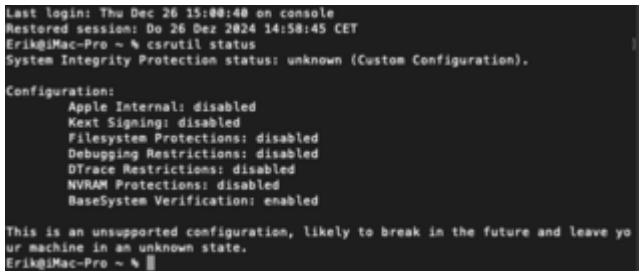 Last login: Thu Dec 26 15:00:40 on console
Restored session: Do 26 Dez 2024 14:58:45 CET
Erik@iMac-Pro ~ % csrutil status
System Integrity Protection status: unknown (Custom Configuration).
Configuration:
Apple Internal: disabled
Kext Signing: disabled
Filesystem Protections: disabled
Debugging Restrictions: disabled
DTrace Restrictions: disabled
NVRAM Protections: disabled
BaseSystem Verification: enabled
This is an unsupported configuration, likely to break in the future and leave yo
ur machine in an unknown state.
Erik@iMac-Pro ~ %